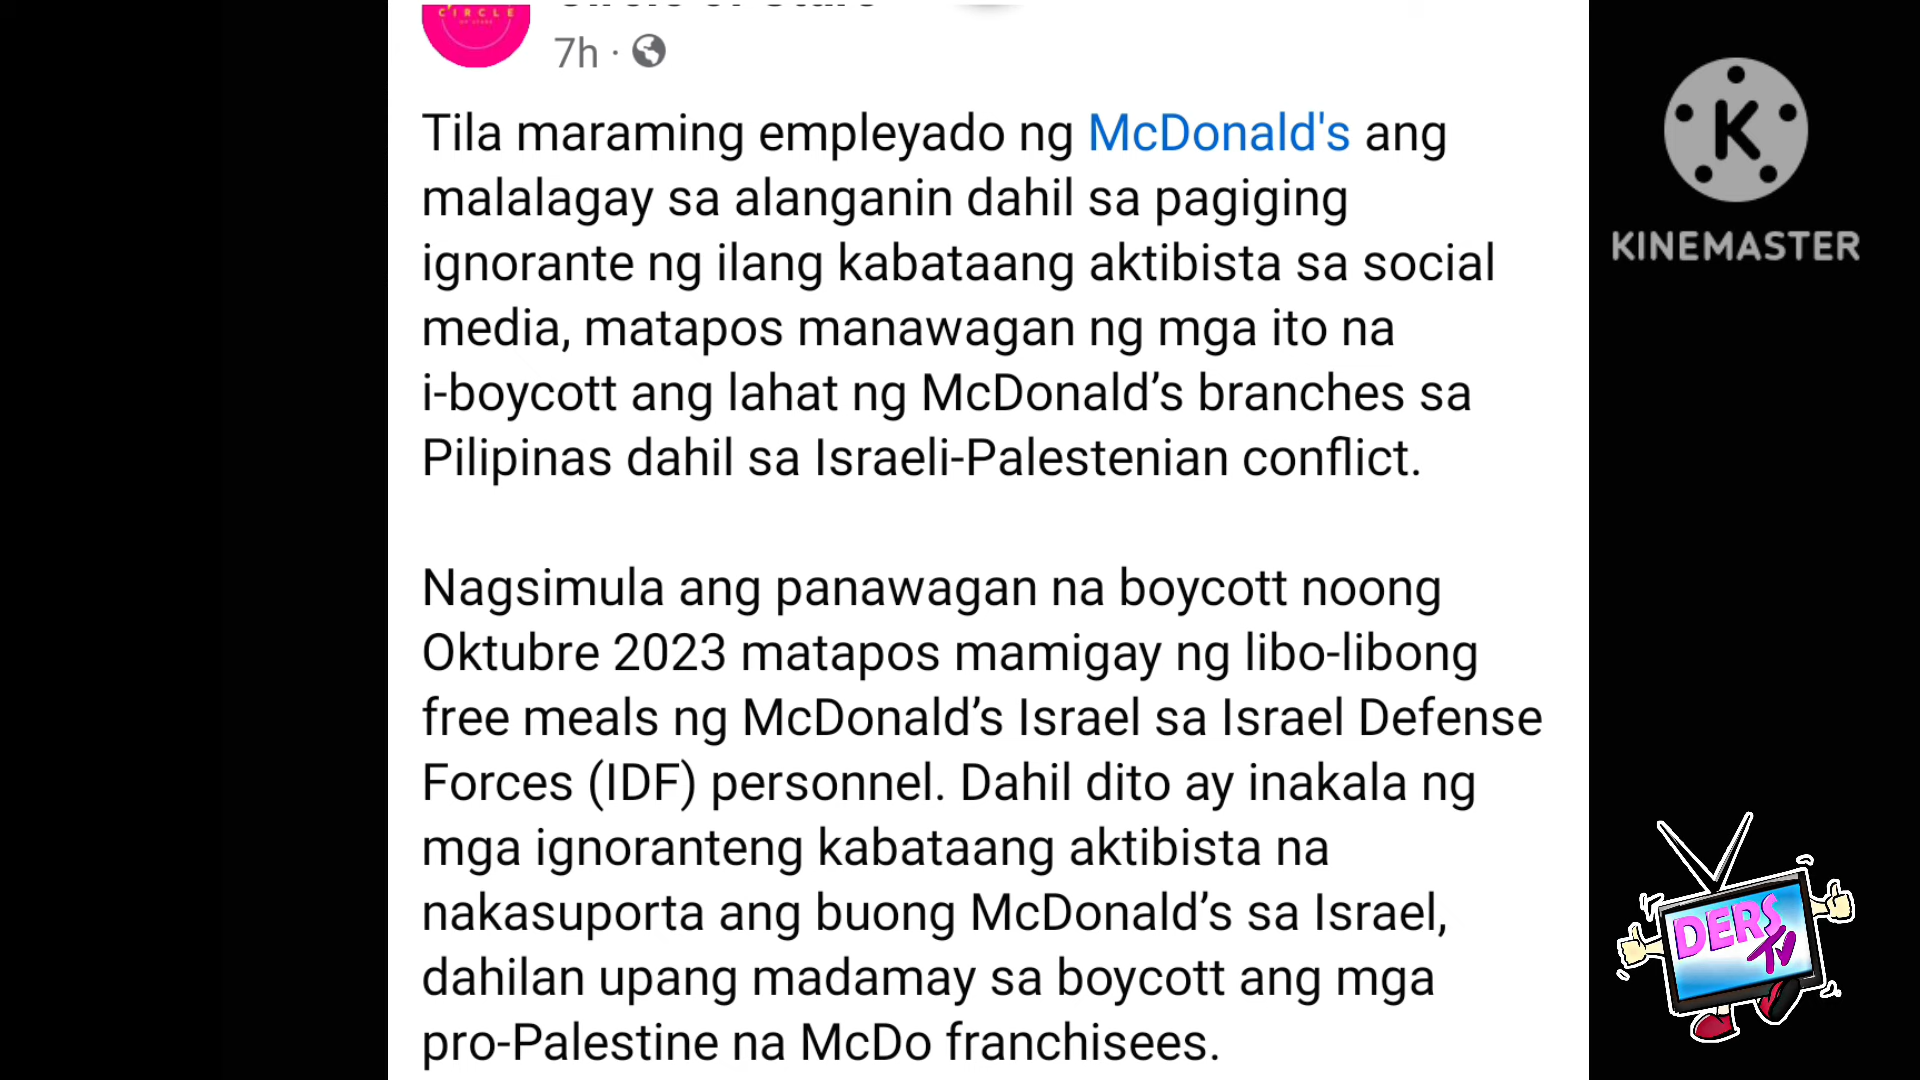 CIRCLE
7h ·
Tila maraming empleyado ng McDonald's ang
malalagay sa alanganin dahil sa pagiging
ignorante ng ilang kabataang aktibista sa social
media, matapos manawagan ng mga ito na
i-boycott ang lahat ng McDonald’s branches sa
Pilipinas dahil sa Israeli-Palestenian conflict.
Nagsimula ang panawagan na boycott noong
Oktubre 2023 matapos mamigay ng libo-libong
free meals ng McDonald’s Israel sa Israel Defense
Forces (IDF) personnel. Dahil dito ay inakala ng
mga ignoranteng kabataang aktibista na
nakasuporta ang buong McDonald’s sa Israel,
dahilan upang madamay sa boycott ang mga
pro-Palestine na McDo franchisees.
K
KINEMASTER
DERS
TV